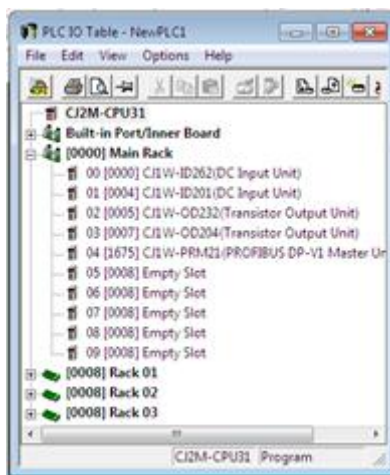 PLC IO Table - NewPLC1
File Edit View Options Help
CJ2M-CPU31
Built-in Port/Inner Board
[0000] Main Rack
00 [0000] CJ1W-ID262(DC Input Unit)
01 [0004] CJ1W-ID201(DC Input Unit)
02 [0005] CJ1W-OD232(Transistor Output Unit)
03 [0007] CJ1W-OD204(Transistor Output Unit)
04 [1675] CJ1W-PRM21(PROFIBUS DP-V1 Master Un
05 [0008] Empty Slot
06 [0008] Empty Slot
07 [0008] Empty Slot
08 [0008] Empty Slot
09 [0008] Empty Slot
[0008] Rack 01
[0008] Rack 02
[0008] Rack 03
CJ2M-CPU31 Program